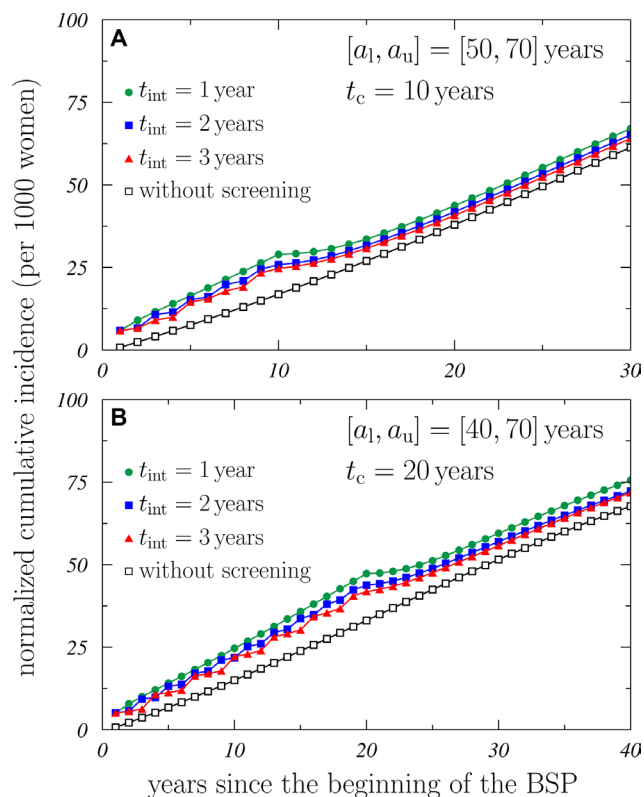 normalized cumulative incidence (per 1000 women)
A
[a_l, a_u] = [50, 70] years
t_c = 10 years
t_int = 1 year
t_int = 2 years
t_int = 3 years
without screening
100
75
50
25
0
0 10 20 30
B
[a_l, a_u] = [40, 70] years
t_c = 20 years
t_int = 1 year
t_int = 2 years
t_int = 3 years
without screening
100
75
50
25
0
0 10 20 30 40
years since the beginning of the BSP